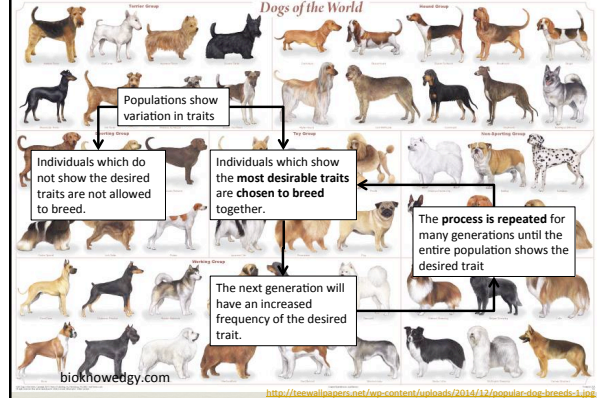 Dogs of the World
Terrier Group
Hound Group
Populations show
variation in traits
Sporting Group
Toy Group
Non-Sporting Group
Individuals which do
not show the desired
traits are not allowed
to breed.
Individuals which show
the most desirable traits
are chosen to breed
together.
The process is repeated for
many generations until the
entire population shows the
desired trait
Working Group
The next generation will
have an increased
frequency of the desired
trait.
bioknowedgy.com
http://teewallpapers.net/wp-content/uploads/2014/12/popular-dog-breeds-1.jpg